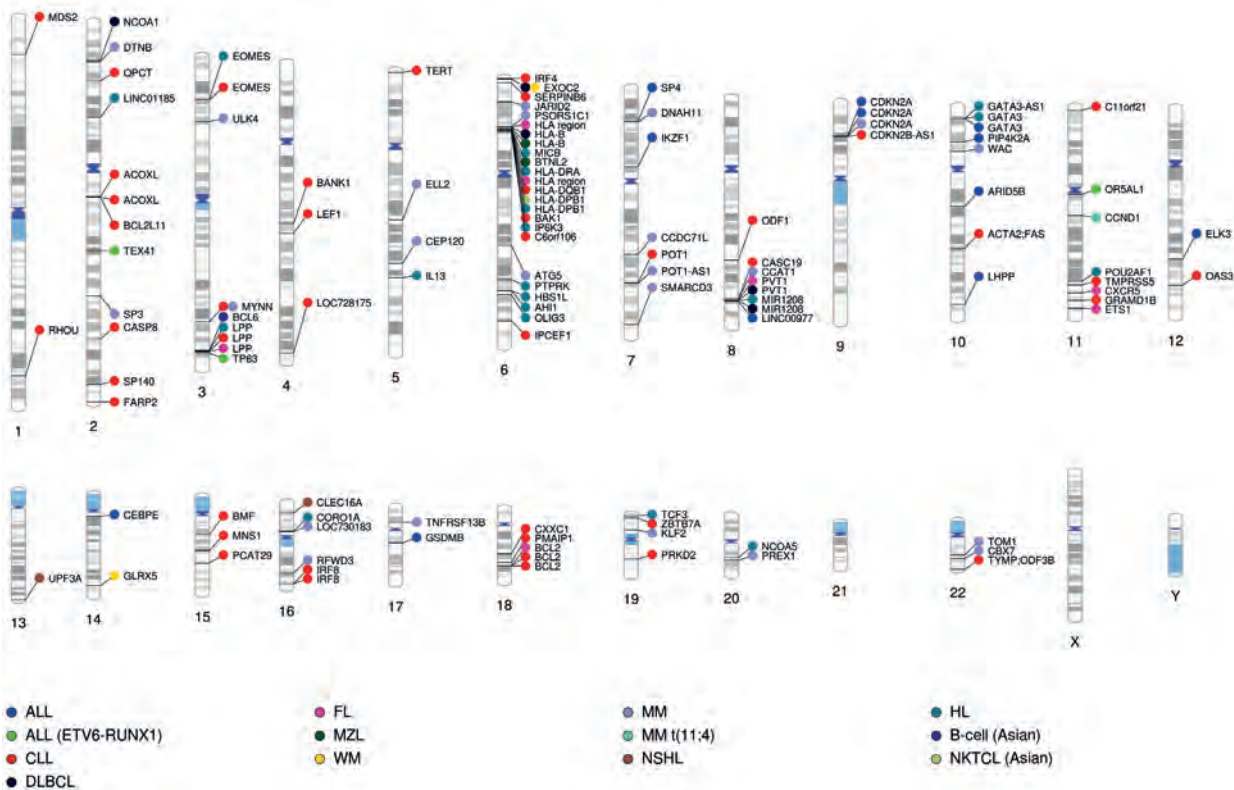 MDS2
RHOU
1
NCOA1
DTNB
QPCT
LINC01185
ACOXL
ACOXL
BCL2L11
TEX41
SP3
CASP8
SP140
FARP2
2
EOMES
EOMES
ULK4
MYNN
BCL6
LPP
LPP
LPP
TP63
3
BANK1
LEF1
LOC728175
4
TERT
ELL2
CEP120
IL13
5
IRF4
EXOC2
SERPINB6
JARID2
PSORS1C1
HLA region
HLA-B
HLA-B
MICB
BTNL2
HLA-DRA
HLA region
HLA-DQB1
HLA-DPB1
HLA-DPB1
BAK1
IP6K3
C6orf106
ATG5
PTPRK
HBS1L
AHI1
OLIG3
IPCEF1
6
SP4
DNAH11
IKZF1
CCDC71L
POT1
POT1-AS1
SMARCD3
7
ODF1
CASC19
CCAT1
PVT1
PVT1
MIR1208
MIR1208
LINC00977
8
CDKN2A
CDKN2A
CDKN2A
CDKN2B-AS1
9
GATA3-AS1
GATA3
GATA3
PIP4K2A
WAC
ARID5B
ACTA2;FAS
LHPP
10
C11orf21
OR5AL1
CCND1
POU2AF1
TMPRSS5
CXCR5
GRAMD1B
ETS1
11
ELK3
OAS3
12
UPF3A
13
CEBPE
GLRX5
14
BMF
MNS1
PCAT29
15
CLEC16A
CORO1A
LOC730183
RFWD3
IRF8
IRF8
16
TNFRSF13B
GSDMB
17
CXXC1
PMAIP1
BCL2
BCL2
BCL2
18
TCF3
ZBTB7A
KLF2
PRKD2
19
NCOA5
PREX1
20
21
TOM1
CBX7
TYMP;ODF3B
22
X
Y
ALL
ALL (ETV6-RUNX1)
CLL
DLBCL
FL
MZL
WM
MM
MM t(11:4)
NSHL
HL
B-cell (Asian)
NKTCL (Asian)